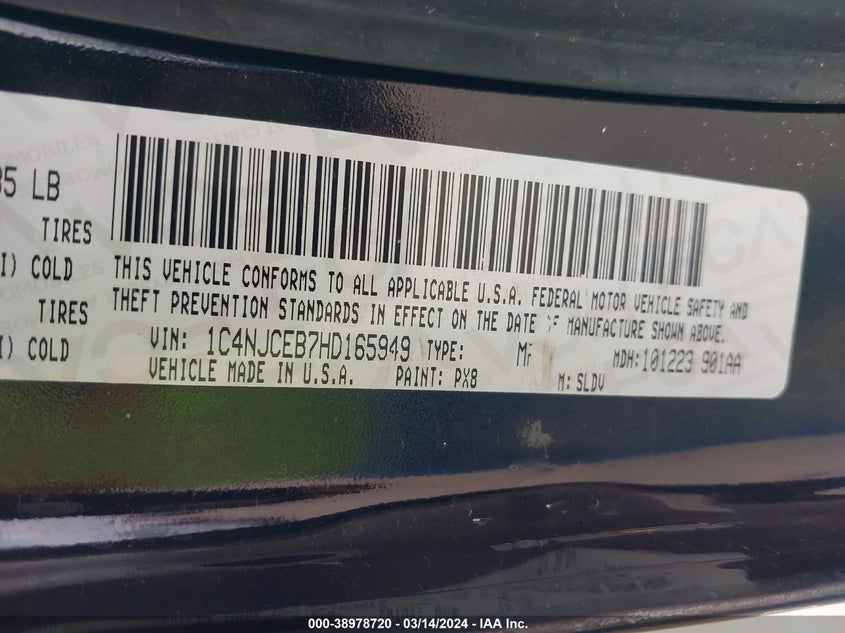 35 LB
TIRES
I) COLD
TIRES
I) COLD
THIS VEHICLE CONFORMS TO ALL APPLICABLE U.S.A. FEDERAL MOTOR VEHICLE SAFETY AND
THEFT PREVENTION STANDARDS IN EFFECT ON THE DATE OF MANUFACTURE SHOWN ABOVE.
VIN: 1C4NJCEB7HD165949 TYPE: MDH:101223 901AA
VEHICLE MADE IN U.S.A. PAINT: PX8 M: SLDV
000-38978720 - 03/14/2024 - IAA Inc.